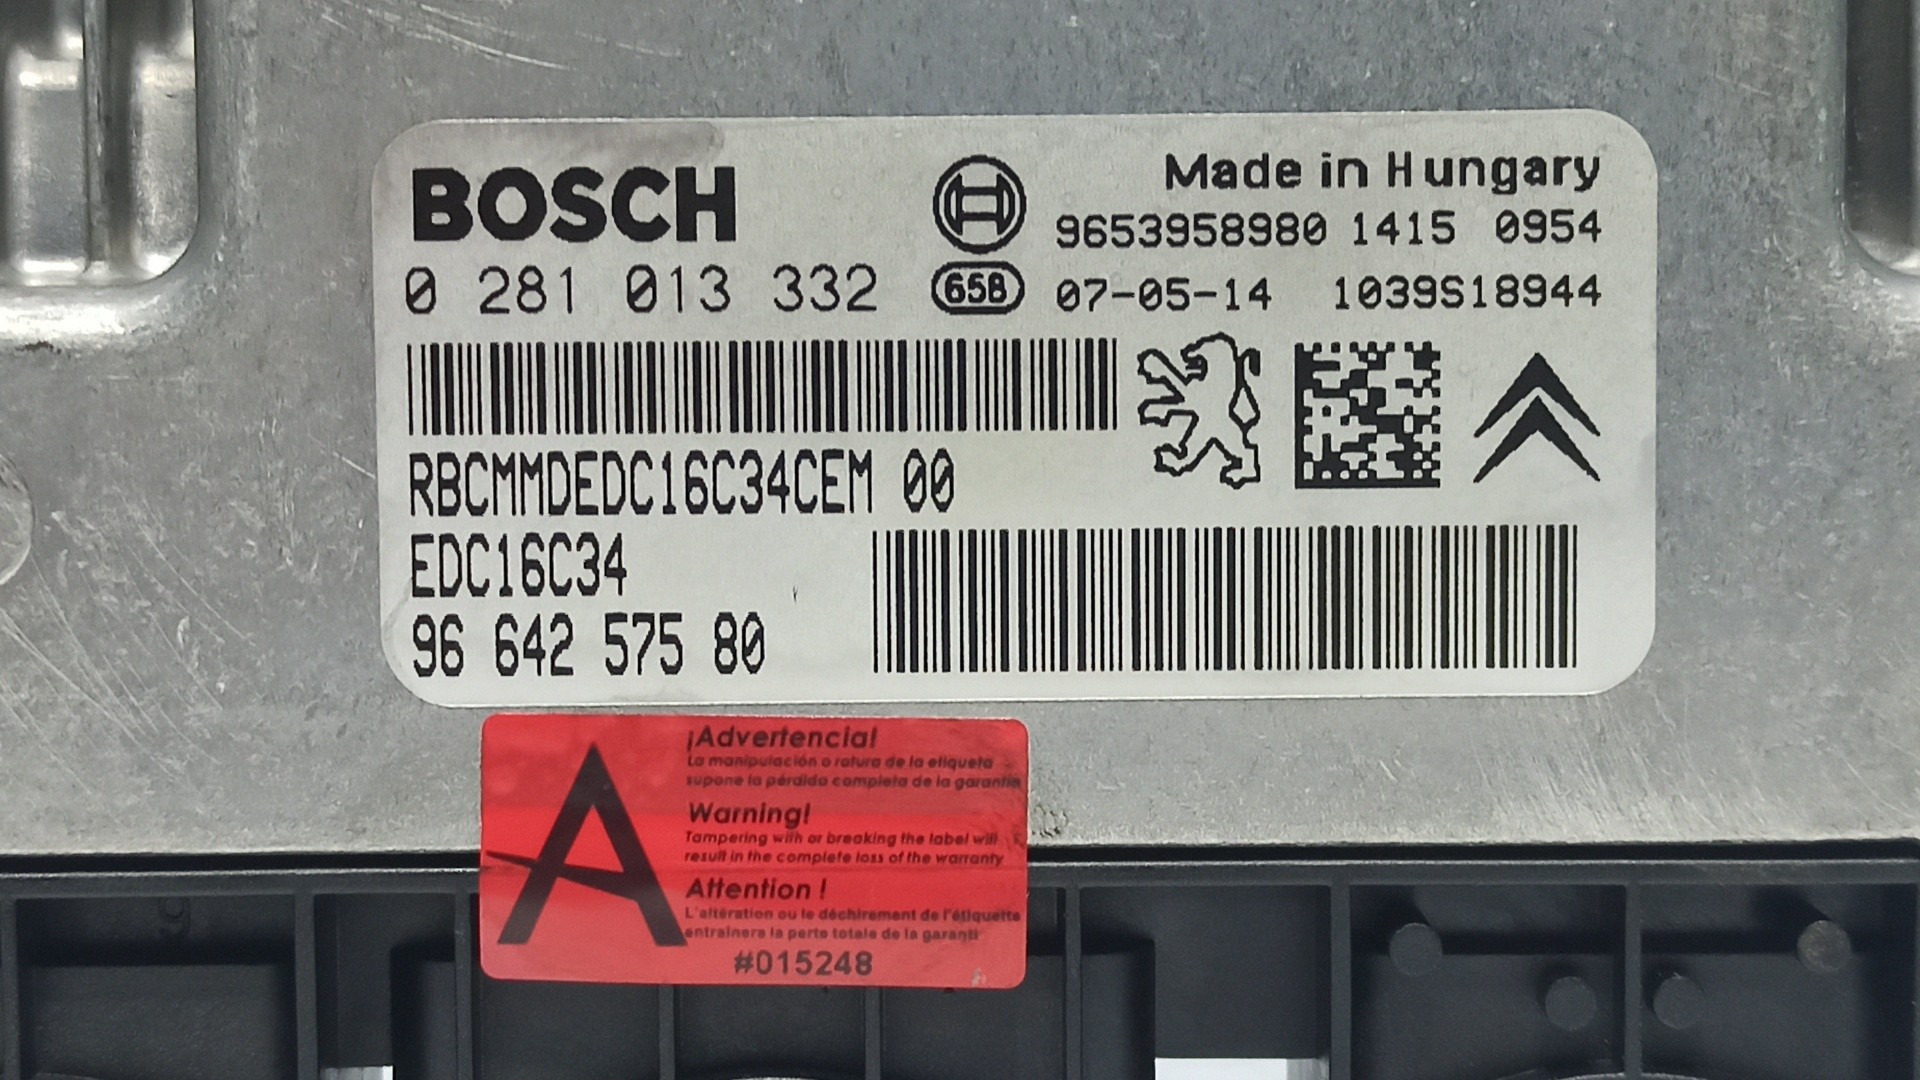 BOSCH
Made in Hungary
9653958980 1415 0954
0 281 013 332
658
07-05-14 1039S18944
RBCMMDEDC16C34CEM 00
EDC16C34
96 642 575 80
¡Advertencia!
La manipulación o rotura de la etiqueta
supone la pérdida completa de la garantía
Warning!
Tampering with or breaking the label will
result in the complete loss of the warranty
Attention !
L'altération ou le déchirement de l'étiquette
entraînera la perte totale de la garanti
#015248
9